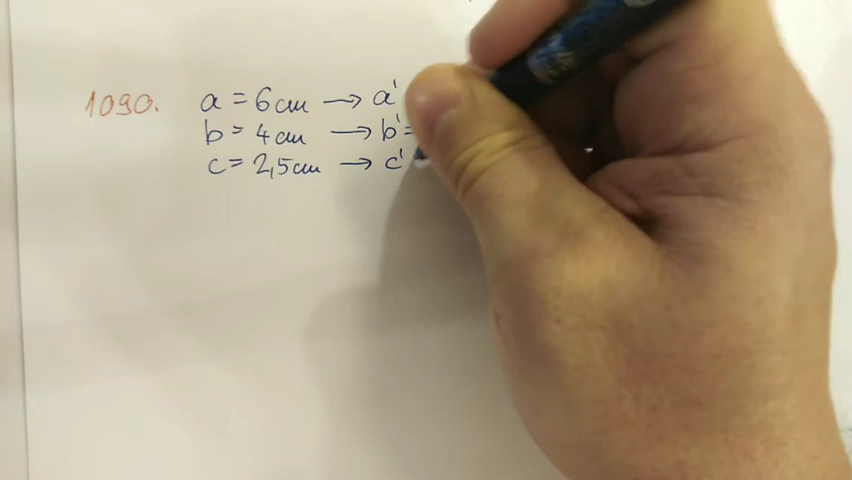 1090. a = 6cm → a'
b = 4cm → b' =
c = 2,5cm → c'